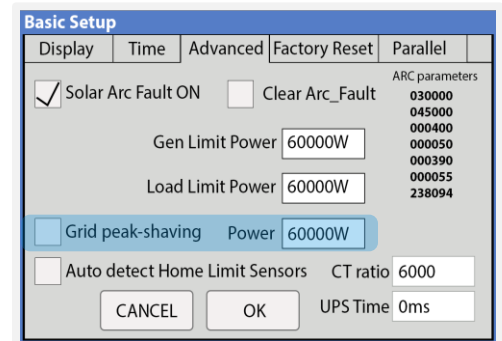 Basic Setup
Display Time Advanced Factory Reset Parallel
ARC parameters
Solar Arc Fault ON Clear Arc_Fault 030000
045000
000400
Gen Limit Power 60000W 000050
000390
000055
Load Limit Power 60000W 238094
Grid peak-shaving Power 60000W
Auto detect Home Limit Sensors CT ratio 6000
CANCEL OK UPS Time 0ms